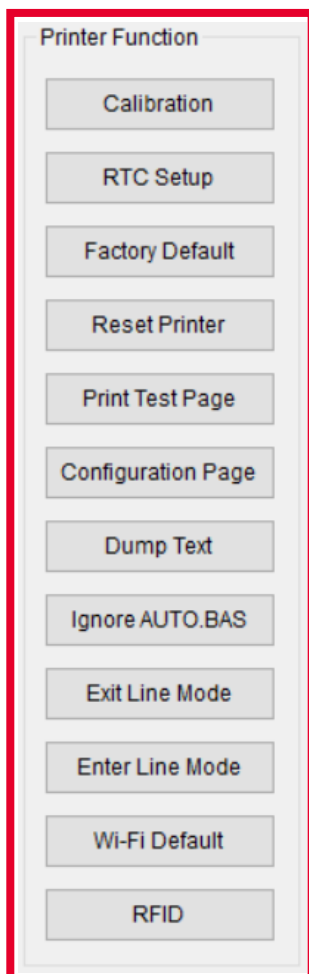 Printer Function
Calibration
RTC Setup
Factory Default
Reset Printer
Print Test Page
Configuration Page
Dump Text
Ignore AUTO.BAS
Exit Line Mode
Enter Line Mode
Wi-Fi Default
RFID